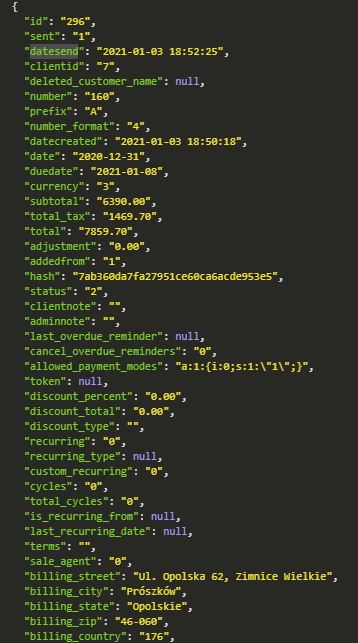 {
"id": "296",
"sent": "1",
"datesend": "2021-01-03 18:52:25",
"clientid": "7",
"deleted_customer_name": null,
"number": "160",
"prefix": "A",
"number_format": "4",
"datecreated": "2021-01-03 18:50:18",
"date": "2020-12-31",
"duedate": "2021-01-08",
"currency": "3",
"subtotal": "6390.00",
"total_tax": "1469.70",
"total": "7859.70",
"adjustment": "0.00",
"addedfrom": "1",
"hash": "7ab360da7fa27951ce60ca6acde953e5",
"status": "2",
"clientnote": "",
"adminnote": "",
"last_overdue_reminder": null,
"cancel_overdue_reminders": "0",
"allowed_payment_modes": "a:1:{i:0;s:1:\"1\";}",
"token": null,
"discount_percent": "0.00",
"discount_total": "0.00",
"discount_type": "",
"recurring": "0",
"recurring_type": null,
"custom_recurring": "0",
"cycles": "0",
"total_cycles": "0",
"is_recurring_from": null,
"last_recurring_date": null,
"terms": "",
"sale_agent": "0",
"billing_street": "Ul. Opolska 62, Zimnice Wielkie",
"billing_city": "Prószków",
"billing_state": "Opolskie",
"billing_zip": "46-060",
"billing_country": "176",